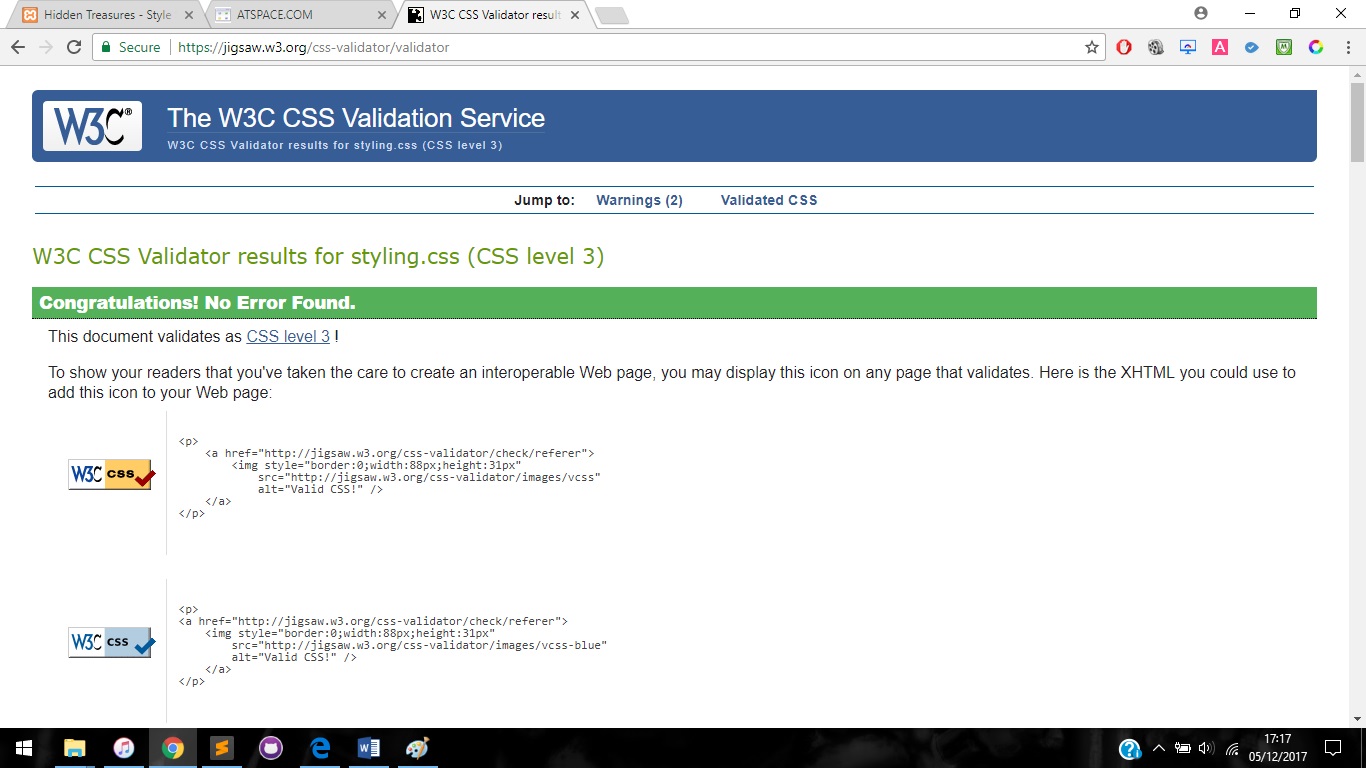 Hidden Treasures - Style
ATSPACE.COM
W3C CSS Validator result
Secure
https://jigsaw.w3.org/css-validator/validator
W3C®
The W3C CSS Validation Service
W3C CSS Validator results for styling.css (CSS level 3)
Jump to: Warnings (2) Validated CSS
W3C CSS Validator results for styling.css (CSS level 3)
Congratulations! No Error Found.
This document validates as CSS level 3 !
To show your readers that you've taken the care to create an interoperable Web page, you may display this icon on any page that validates. Here is the XHTML you could use to
add this icon to your Web page:
W3C css
<p>
<a href="http://jigsaw.w3.org/css-validator/check/referer">
<img style="border:0;width:88px;height:31px"
src="http://jigsaw.w3.org/css-validator/images/vcss"
alt="Valid CSS!" />
</a>
</p>
W3C css
<p>
<a href="http://jigsaw.w3.org/css-validator/check/referer">
<img style="border:0;width:88px;height:31px"
src="http://jigsaw.w3.org/css-validator/images/vcss-blue"
alt="Valid CSS!" />
</a>
</p>
17:17
05/12/2017